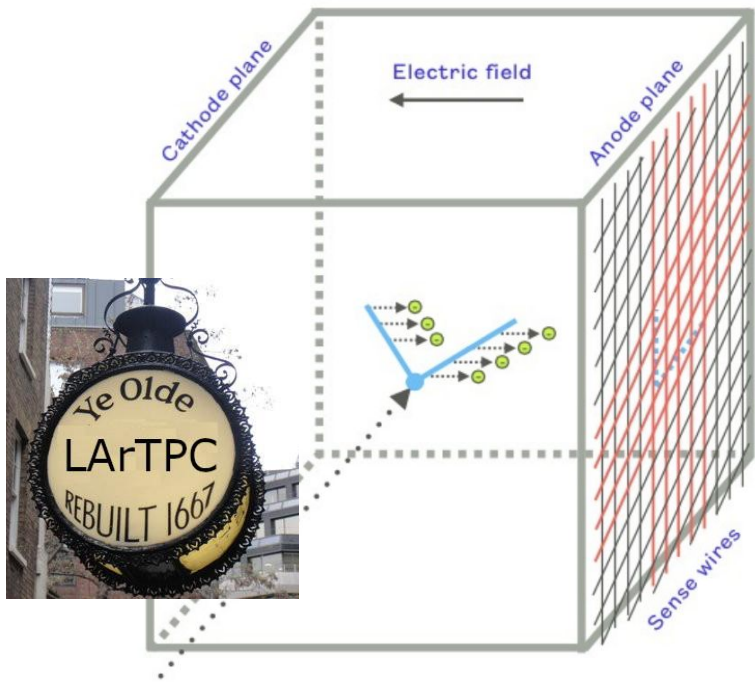 Cathode plane
Electric field
Anode plane
Ye Olde
LArTPC
REBUILT 1667
Sense wires